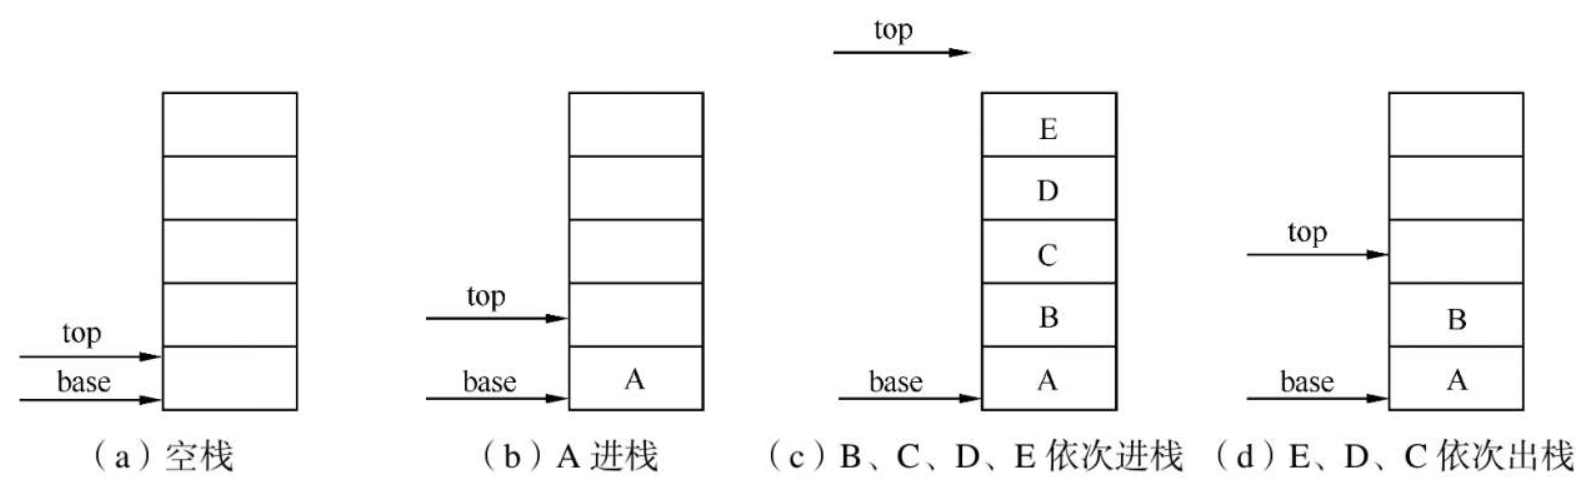 top
E
D
C
B
A
top
base
top
base
A
base
top
B
A
base
（a）空栈
（b）A 进栈
（c）B、C、D、E 依次进栈
（d）E、D、C 依次出栈